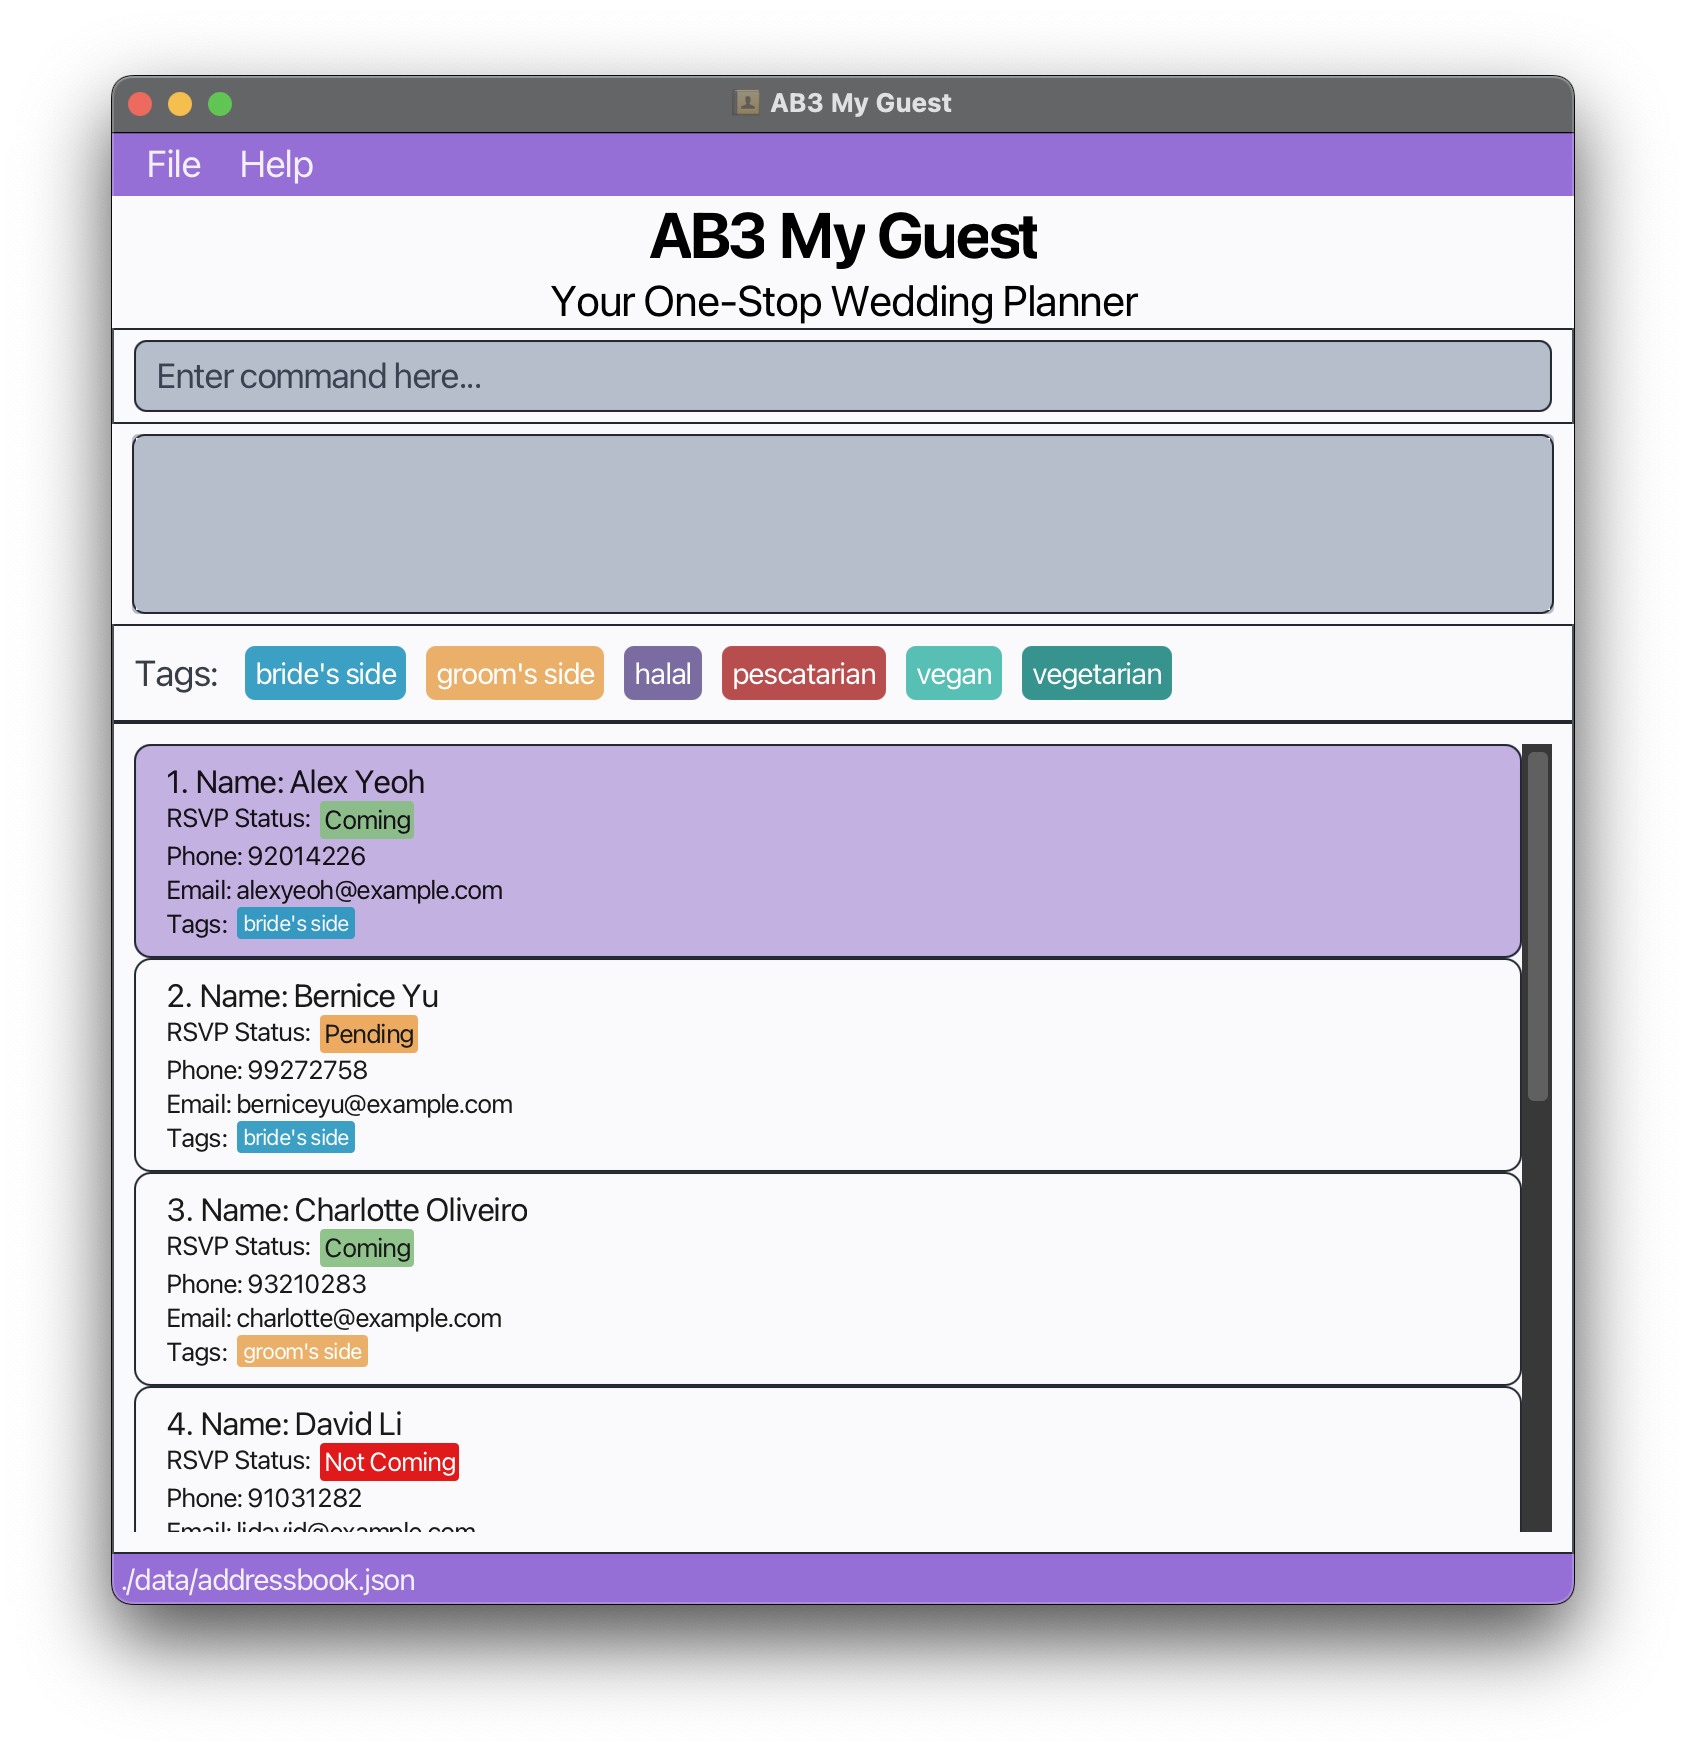 AB3 My Guest
File Help
AB3 My Guest
Your One-Stop Wedding Planner
Enter command here...
Tags: bride's side groom's side halal pescatarian vegan vegetarian
1. Name: Alex Yeoh
RSVP Status: Coming
Phone: 92014226
Email: alexyeoh@example.com
Tags: bride's side
2. Name: Bernice Yu
RSVP Status: Pending
Phone: 99272758
Email: berniceyu@example.com
Tags: bride's side
3. Name: Charlotte Oliveiro
RSVP Status: Coming
Phone: 93210283
Email: charlotte@example.com
Tags: groom's side
4. Name: David Li
RSVP Status: Not Coming
Phone: 91031282
Email: lidavid@example.com
./data/addressbook.json